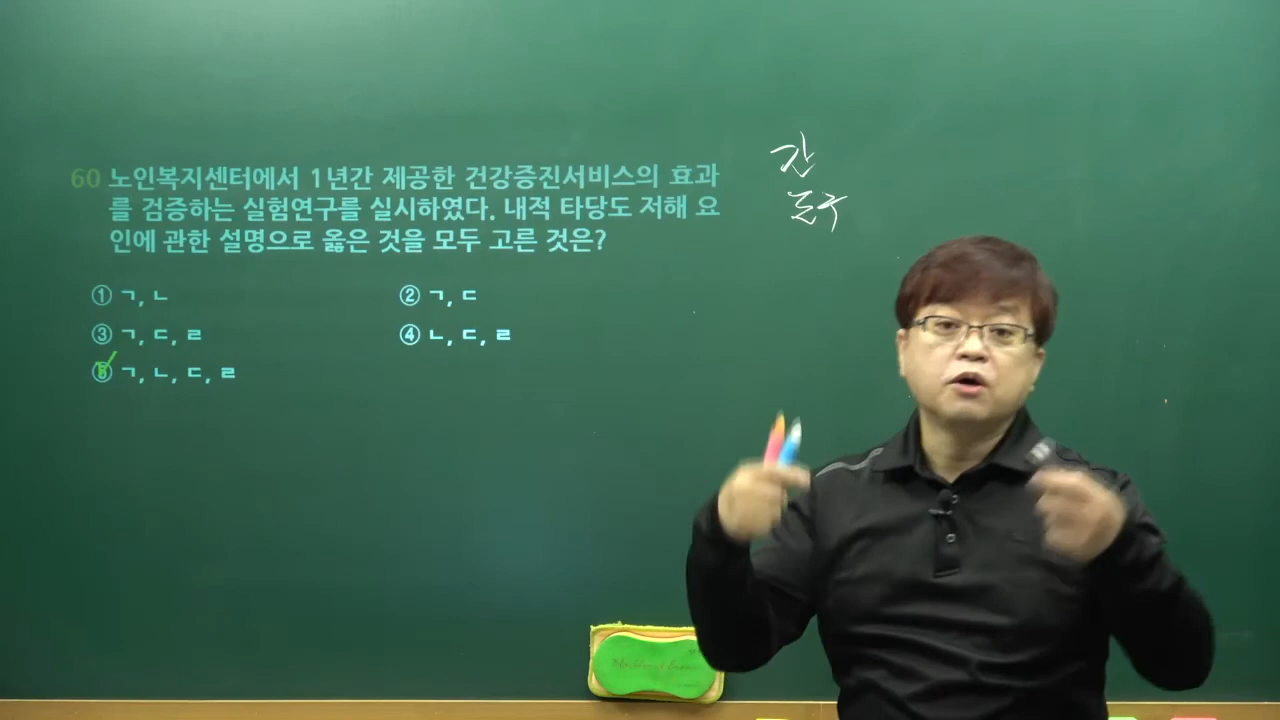 60 노인복지센터에서 1년간 제공한 건강증진서비스의 효과
를 검증하는 실험연구를 실시하였다. 내적 타당도 저해 요
인에 관한 설명으로 옳은 것을 모두 고른 것은?
① ㄱ, ㄴ
② ㄱ, ㄷ
③ ㄱ, ㄷ, ㄹ
④ ㄴ, ㄷ, ㄹ
⑤ ㄱ, ㄴ, ㄷ, ㄹ
도구